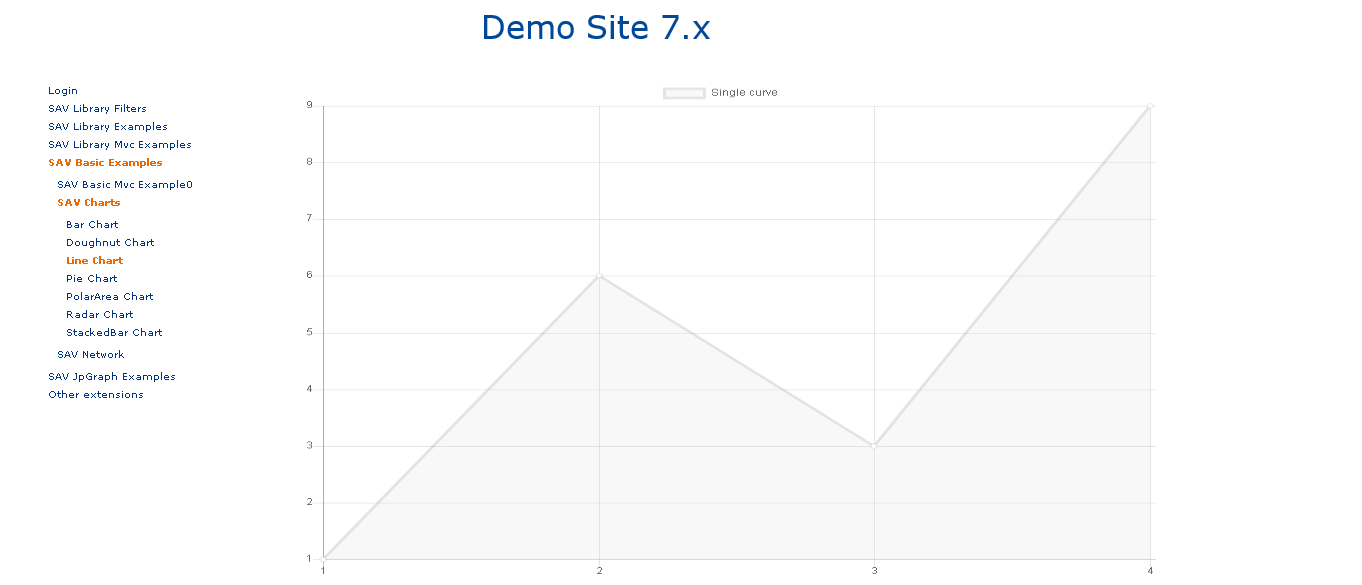 Demo Site 7.x
Login
SAV Library Filters
SAV Library Examples
SAV Library Mvc Examples
SAV Basic Examples
SAV Basic Mvc Example0
SAV Charts
Bar Chart
Doughnut Chart
Line Chart
Pie Chart
PolarArea Chart
Radar Chart
StackedBar Chart
SAV Network
SAV JpGraph Examples
Other extensions
Single curve
9
8
7
6
5
4
3
2
1
1 2 3 4